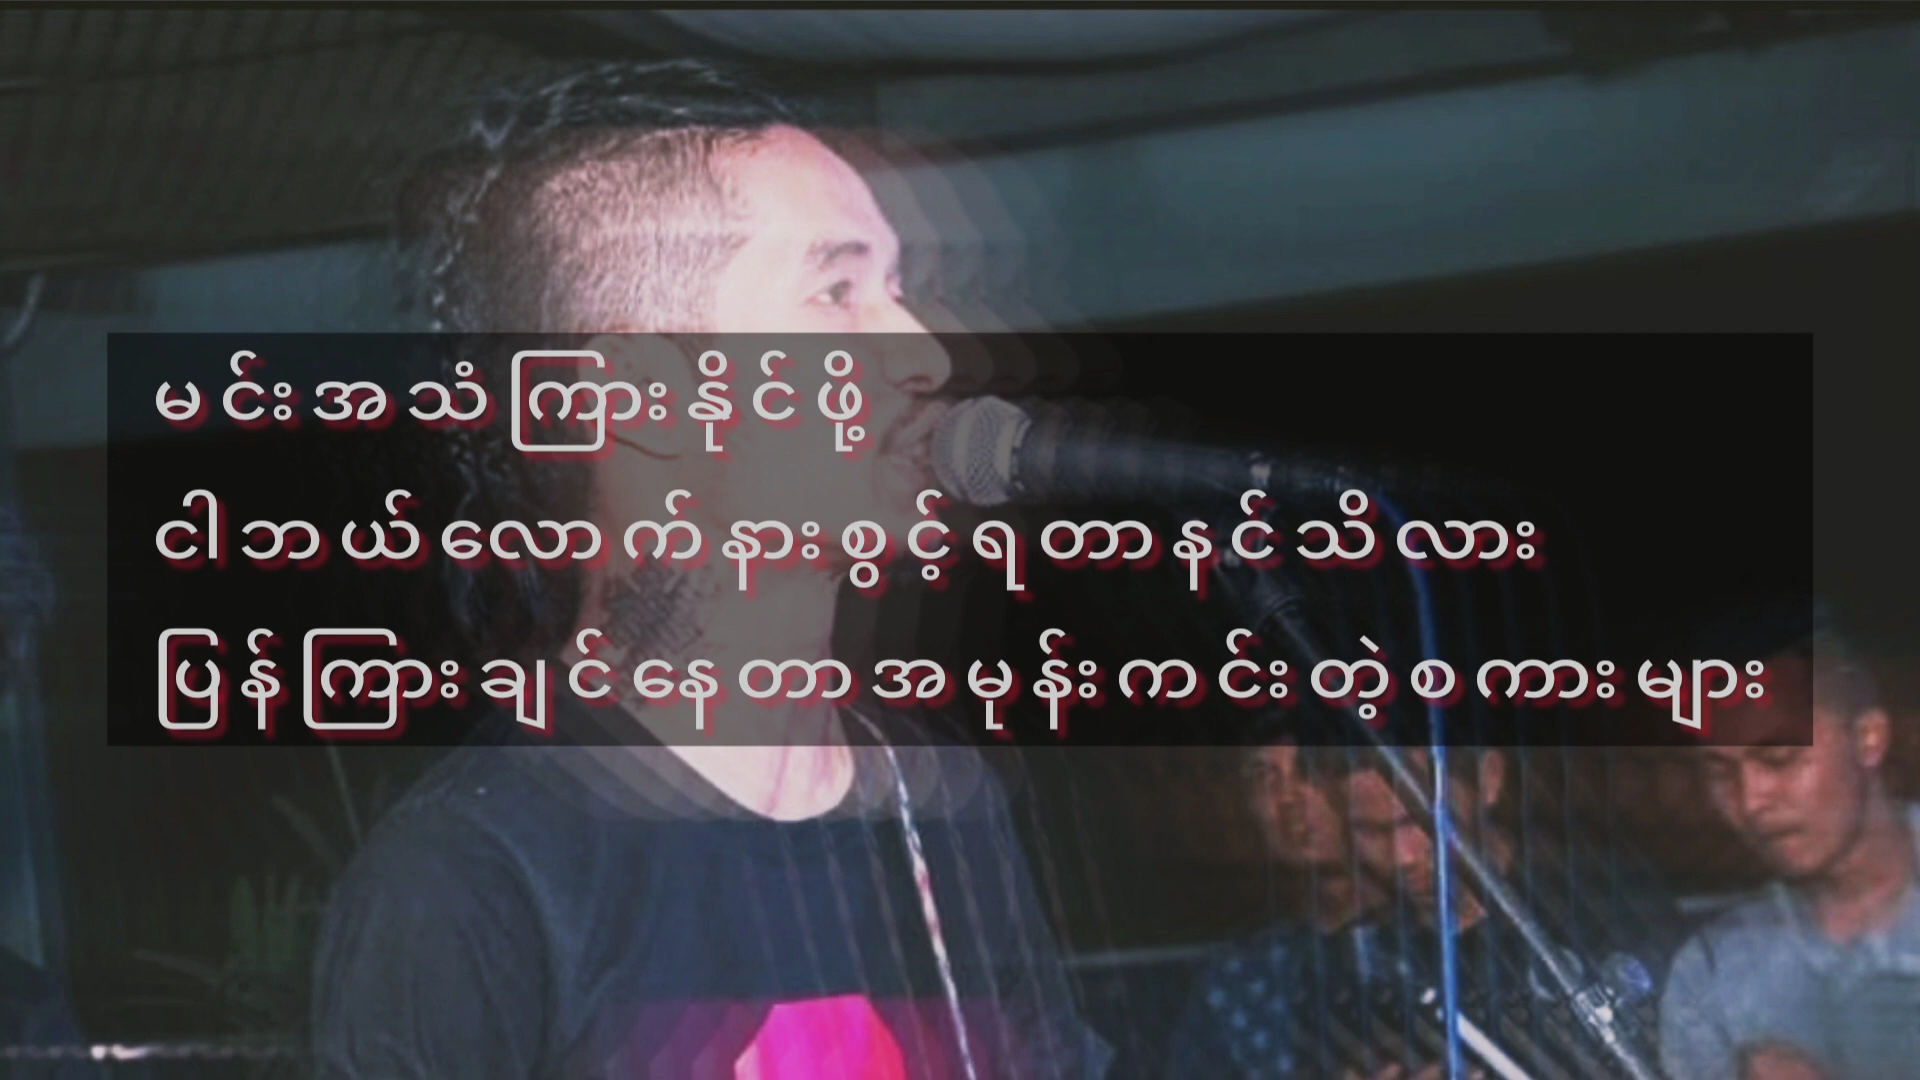 မင်းအသံကြားနိုင်ဖို့
ငါဘယ်လောက်နားစွင့်ရတာနင်သိလား
ပြန်ကြားချင်နေတာအမုန်းကင်းတဲ့စကားများ